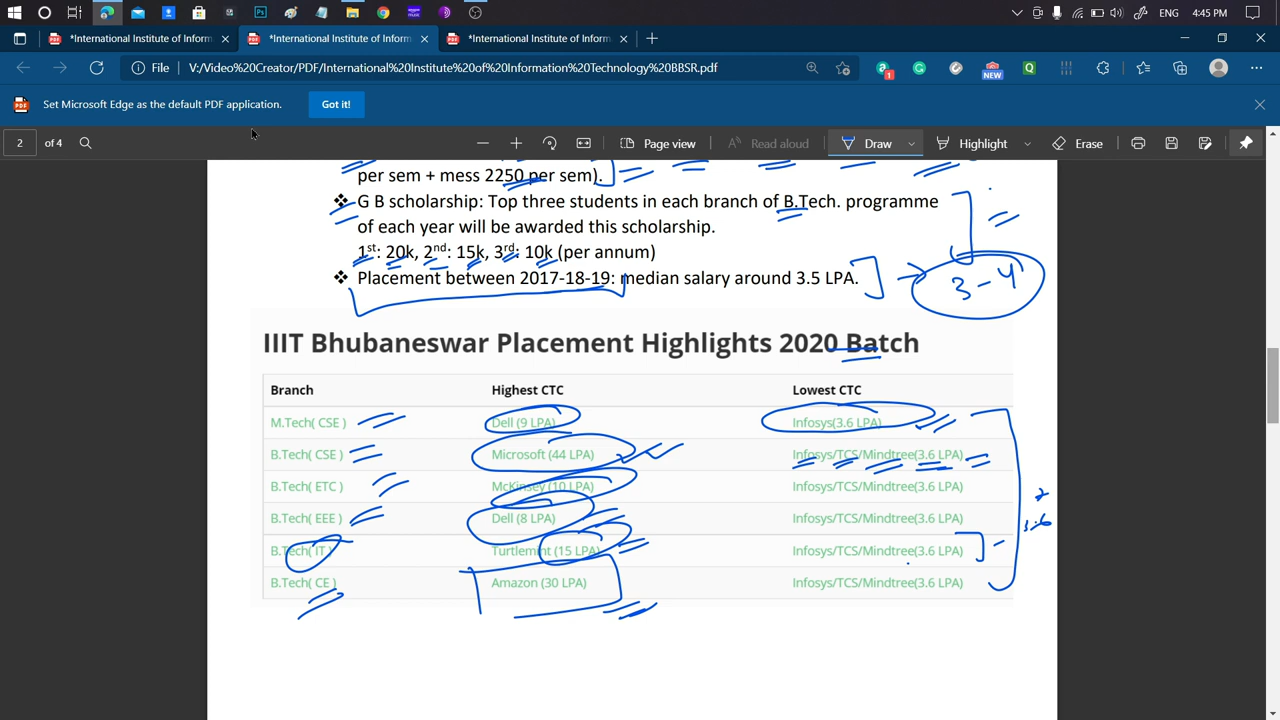 ENG 4:45 PM
*International Institute of Inform *International Institute of Inform *International Institute of Inform
File V:/Video%20Creator/PDF/International%20Institute%20of%20Information%20Technology%20BBSR.pdf
1 NEW
Set Microsoft Edge as the default PDF application. Got it!
2 of 4 Page view Read aloud Draw Highlight Erase
per sem + mess 2250 per sem).
❖ G B scholarship: Top three students in each branch of B.Tech. programme
of each year will be awarded this scholarship.
1st: 20k, 2nd: 15k, 3rd: 10k (per annum)
❖ Placement between 2017-18-19: median salary around 3.5 LPA.
3 - 4
IIIT Bhubaneswar Placement Highlights 2020 Batch
Branch Highest CTC Lowest CTC
M.Tech( CSE ) Dell (9 LPA) Infosys(3.6 LPA)
B.Tech( CSE ) Microsoft (44 LPA) Infosys/TCS/Mindtree(3.6 LPA)
B.Tech( ETC ) McKinsey (10 LPA) Infosys/TCS/Mindtree(3.6 LPA)
B.Tech( EEE ) Dell (8 LPA) Infosys/TCS/Mindtree(3.6 LPA)
3.6
B.Tech( IT ) Turtlemint (15 LPA) Infosys/TCS/Mindtree(3.6 LPA)
B.Tech( CE ) Amazon (30 LPA) Infosys/TCS/Mindtree(3.6 LPA)